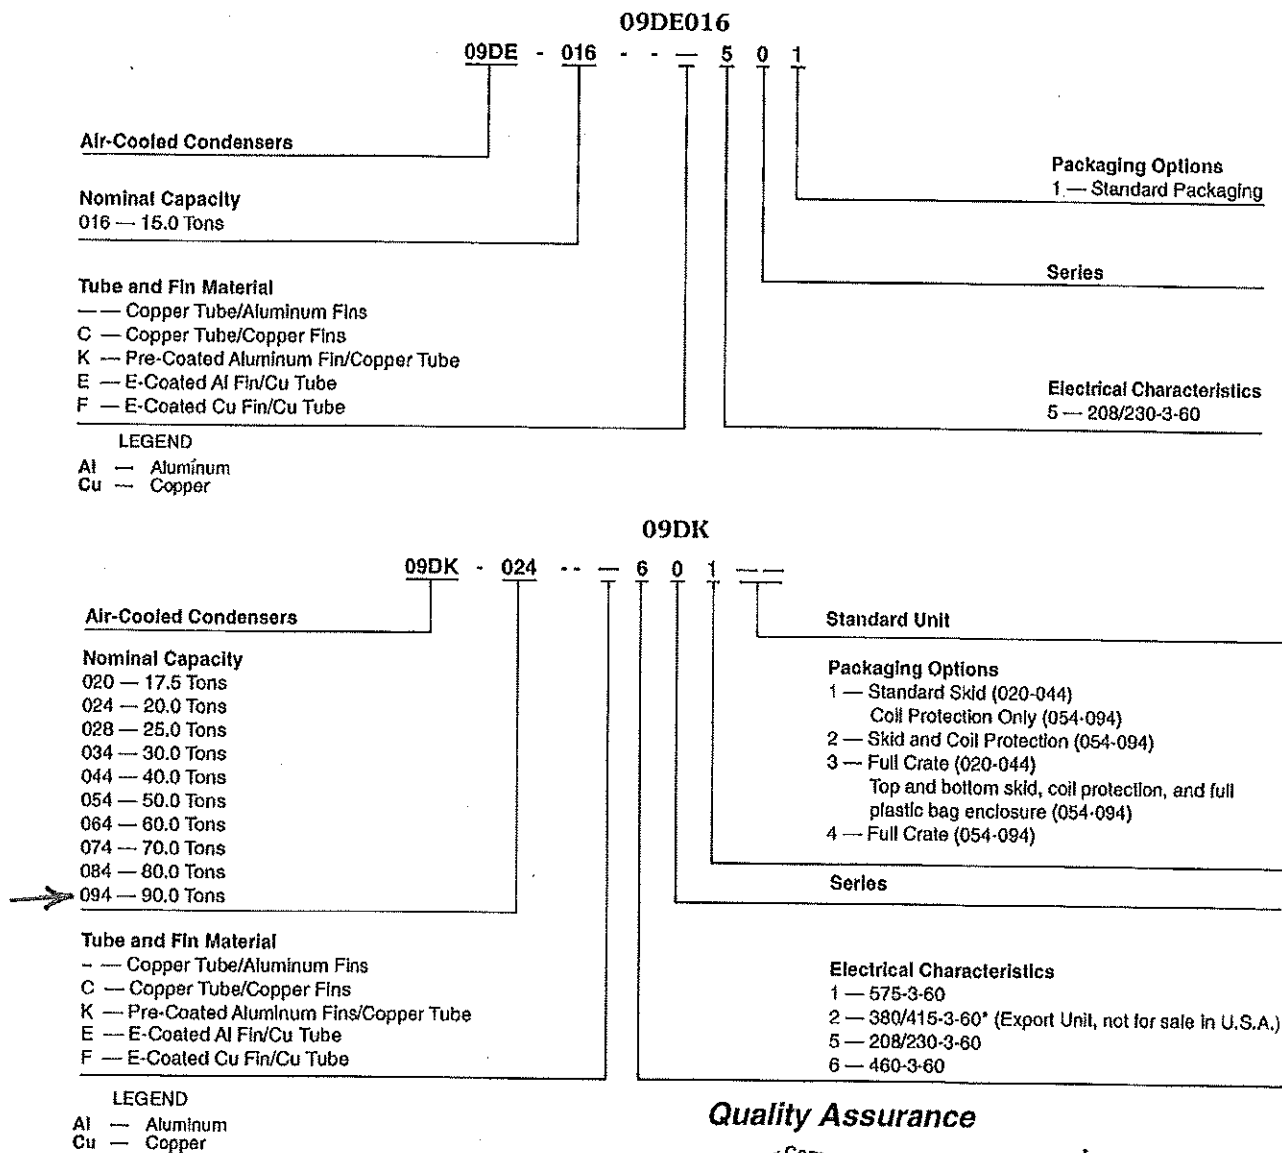 09DE016
09DE - 016 - - — 5 0 1
Air-Cooled Condensers
Nominal Capacity
016 — 15.0 Tons
Tube and Fin Material
—— Copper Tube/Aluminum Fins
C — Copper Tube/Copper Fins
K — Pre-Coated Aluminum Fin/Copper Tube
E — E-Coated Al Fin/Cu Tube
F — E-Coated Cu Fin/Cu Tube
LEGEND
Al — Aluminum
Cu — Copper
Packaging Options
1 — Standard Packaging
Series
Electrical Characteristics
5 — 208/230-3-60
09DK
09DK - 024 - - — 6 0 1 ——
Air-Cooled Condensers
Nominal Capacity
020 — 17.5 Tons
024 — 20.0 Tons
028 — 25.0 Tons
034 — 30.0 Tons
044 — 40.0 Tons
054 — 50.0 Tons
064 — 60.0 Tons
074 — 70.0 Tons
084 — 80.0 Tons
094 — 90.0 Tons
Tube and Fin Material
- — Copper Tube/Aluminum Fins
C — Copper Tube/Copper Fins
K — Pre-Coated Aluminum Fins/Copper Tube
E — E-Coated Al Fin/Cu Tube
F — E-Coated Cu Fin/Cu Tube
LEGEND
Al — Aluminum
Cu — Copper
Standard Unit
Packaging Options
1 — Standard Skid (020-044)
Coil Protection Only (054-094)
2 — Skid and Coil Protection (054-094)
3 — Full Crate (020-044)
Top and bottom skid, coil protection, and full
plastic bag enclosure (054-094)
4 — Full Crate (054-094)
Series
Electrical Characteristics
1 — 575-3-60
2 — 380/415-3-60* (Export Unit, not for sale in U.S.A.)
5 — 208/230-3-60
6 — 460-3-60
Quality Assurance